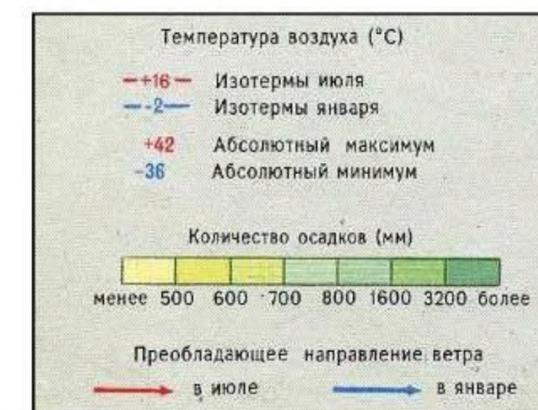 Температура воздуха (°C)
+16 Изотермы июля
-2 Изотермы января
+42 Абсолютный максимум
-36 Абсолютный минимум
Количество осадков (мм)
менее 500 600 700 800 1600 3200 более
Преобладающее направление ветра
в июле в январе